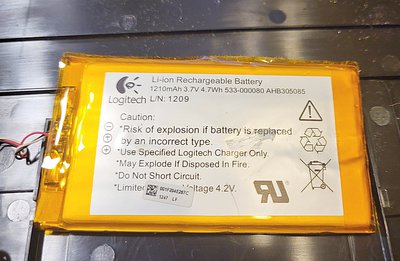 Logitech
Li-ion Rechargeable Battery
1210mAh 3.7V 4.7Wh 533-000080 AHB305085
L/N: 1209
Caution:
*Risk of explosion if battery is replaced
by an incorrect type.
*Use Specified Logitech Charger Only.
*May Explode If Disposed In Fire.
*Do Not Short Circuit.
*Limited Voltage 4.2V.
1247 LF